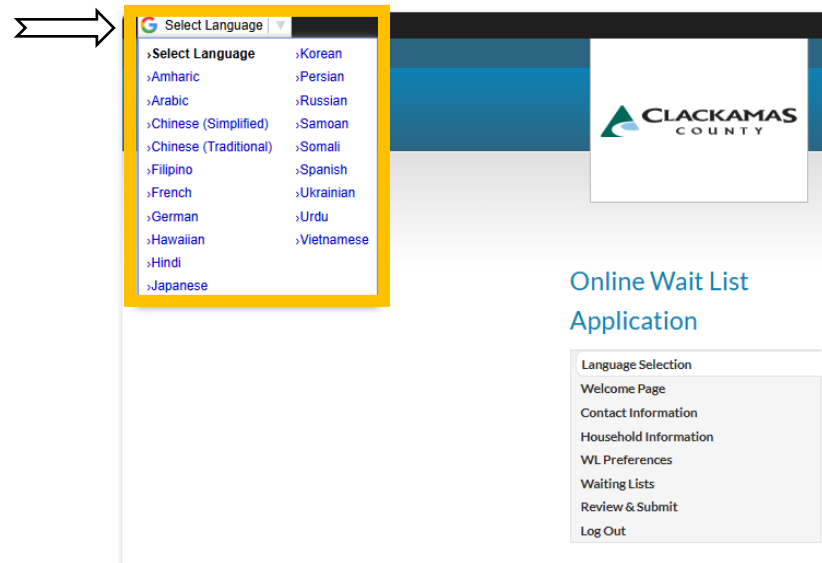 Select Language
›Select Language
›Amharic
›Arabic
›Chinese (Simplified)
›Chinese (Traditional)
›Filipino
›French
›German
›Hawaiian
›Hindi
›Japanese
›Korean
›Persian
›Russian
›Samoan
›Somali
›Spanish
›Ukrainian
›Urdu
›Vietnamese
CLACKAMAS
COUNTY
Online Wait List
Application
Language Selection
Welcome Page
Contact Information
Household Information
WL Preferences
Waiting Lists
Review & Submit
Log Out